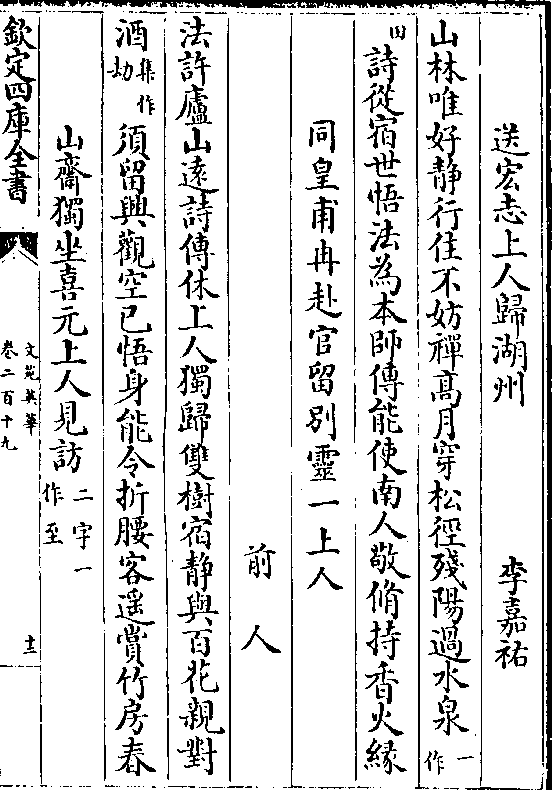 送宏志上人歸湖州　李嘉祐
山林唯好靜行住不妨禪高月穿松徑殘陽過水泉一作
田詩從宿世悟法為本師傳能使南人敬脩持香火緣
同皇甫冉赴官留別靈一上人
前人
法許廬山遠詩傳休上人獨歸雙樹宿靜與百花親對
酒集作劫須留興觀空已悟身能令折腰客遥賞竹房春
山齋獨坐喜元上人見訪二字一作至
欽定四庫全書
文苑英華
卷二百十九
十三